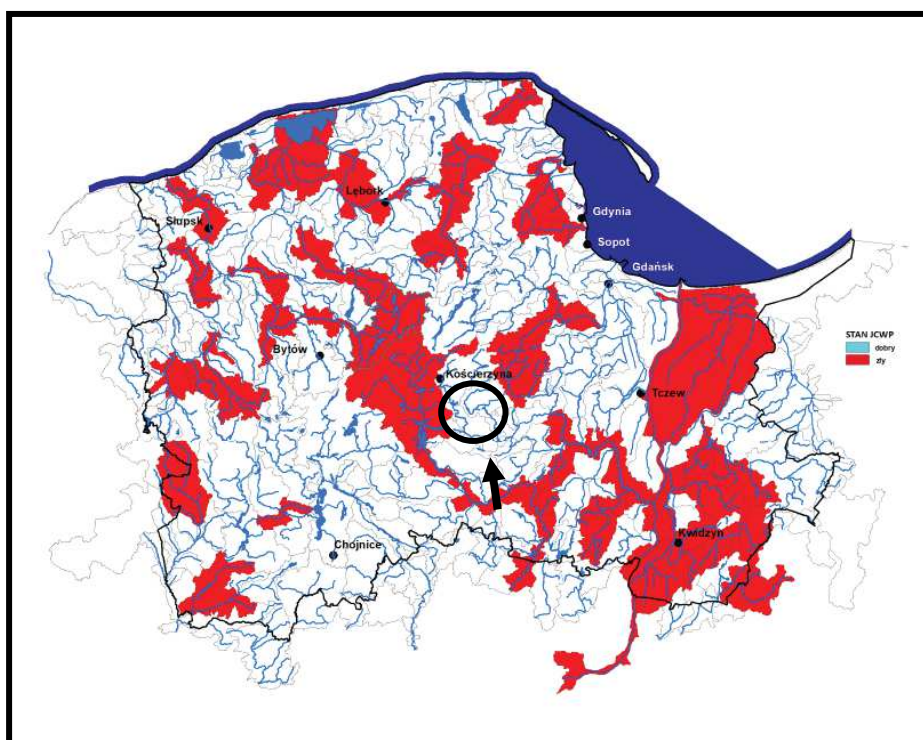 Lębork
Słupsk
Gdynia
Sopot
Gdańsk
STAN JCWP
dobry
zły
Bytów
Kościerzyna
Tczew
Kwidzyn
Chojnice